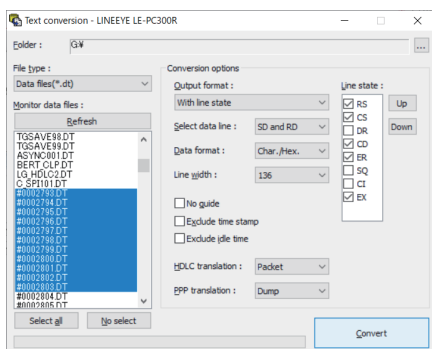 Text conversion - LINEEYE LE-PC300R
Folder : G:¥ ...
File type :
Data files(*.dt)
Monitor data files :
Refresh
TGSAVE98.DT
TGSAVE99.DT
ASYNC001.DT
BERT_CLP.DT
LG_HDLC2.DT
C_SPI101.DT
#0002793.DT
#0002794.DT
#0002795.DT
#0002796.DT
#0002797.DT
#0002798.DT
#0002799.DT
#0002800.DT
#0002801.DT
#0002802.DT
#0002803.DT
#0002804.DT
#0002805.DT
Select all No select
Conversion options
Output format :
With line state
Select data line : SD and RD
Data format : Char./Hex.
Line width : 136
No guide
Exclude time stamp
Exclude idle time
HDLC translation : Packet
PPP translation : Dump
Line state :
RS
CS
DR
CD
ER
SQ
CI
EX
Up
Down
Convert